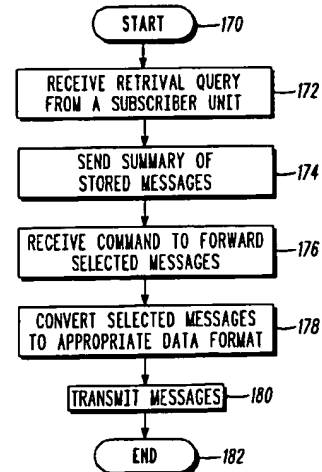 START 170
RECEIVE RETRIVAL QUERY
FROM A SUBSCRIBER UNIT 172
SEND SUMMARY OF
STORED MESSAGES 174
RECEIVE COMMAND TO FORWARD
SELECTED MESSAGES 176
CONVERT SELECTED MESSAGES
TO APPROPRIATE DATA FORMAT 178
TRANSMIT MESSAGES 180
END 182